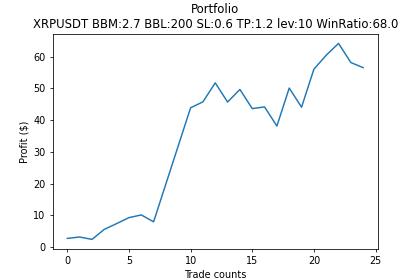 Portfolio
XRPUSDT BBM:2.7 BBL:200 SL:0.6 TP:1.2 lev:10 WinRatio:68.0
60
50
40
30
20
10
0
Profit ($)
0 5 10 15 20 25
Trade counts